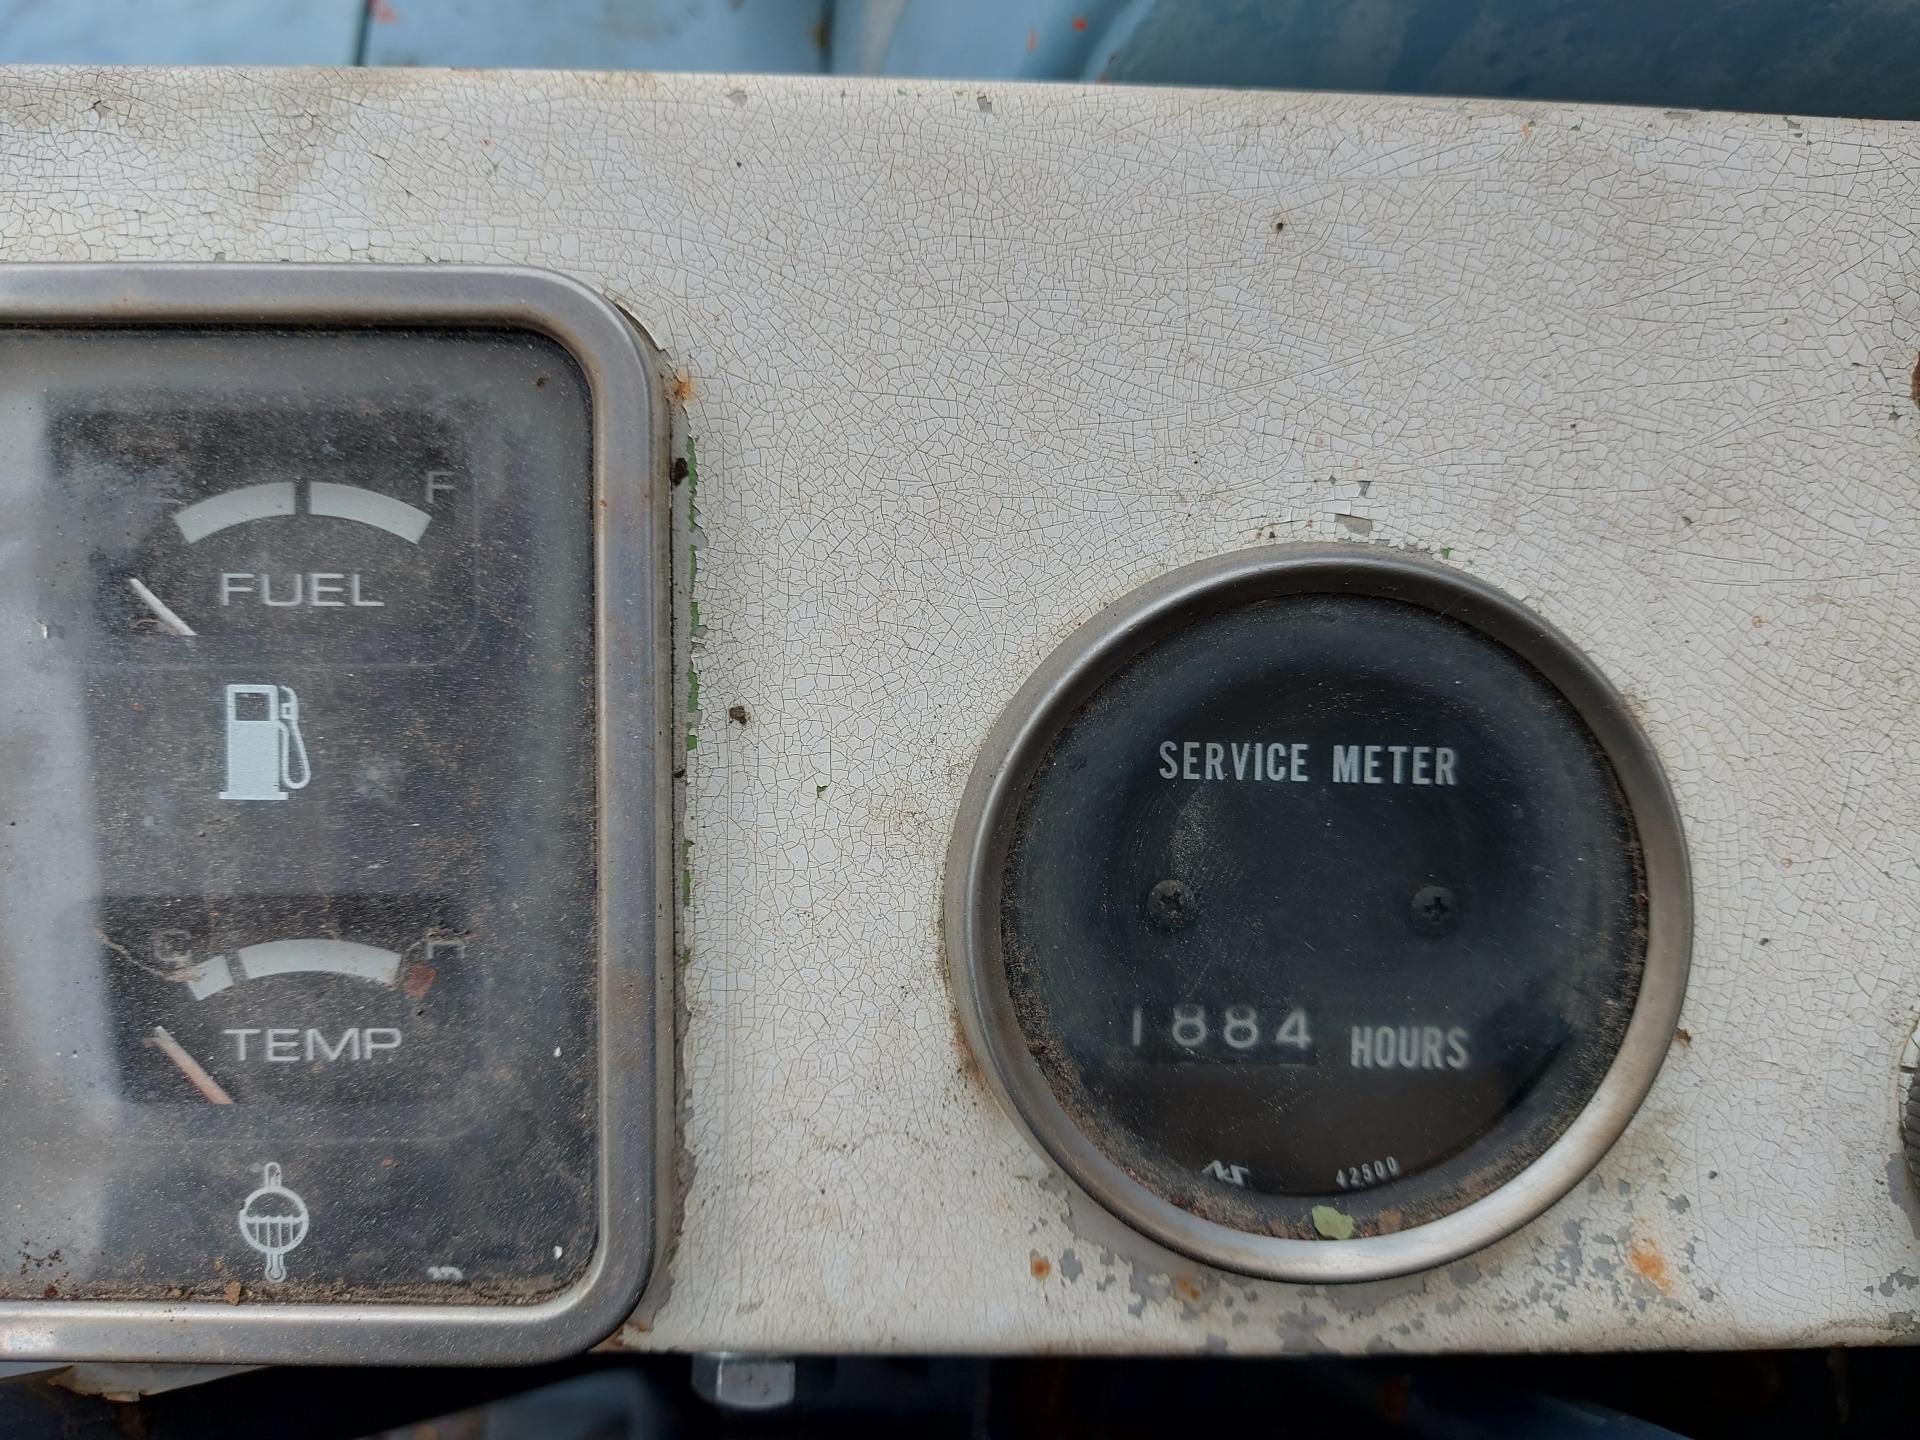 F
FUEL
C H
TEMP
SERVICE METER
1884 HOURS
42500